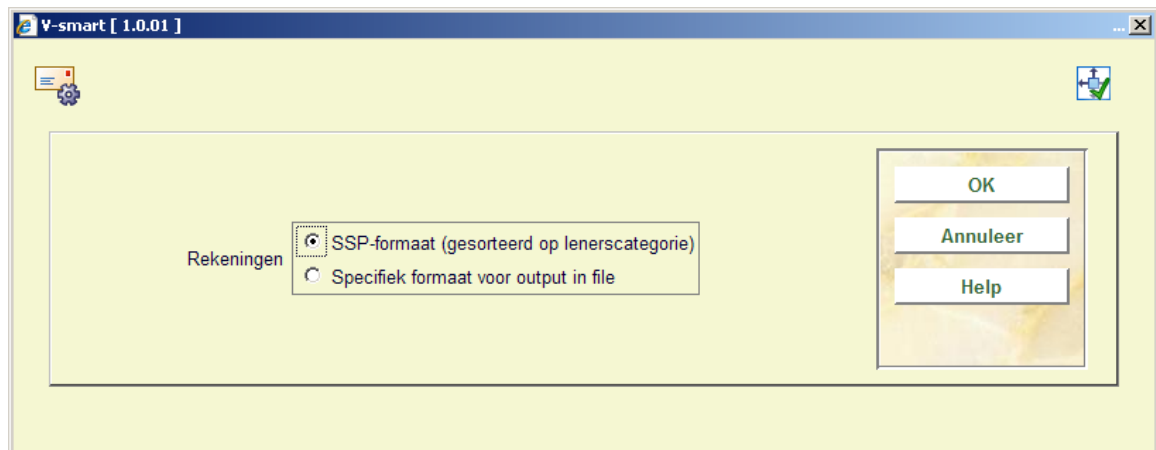 V-smart [ 1.0.01 ]
...
OK
Annuleer
Help
Rekeningen
SSP-formaat (gesorteerd op lenerscategorie)
Specifiek formaat voor output in file